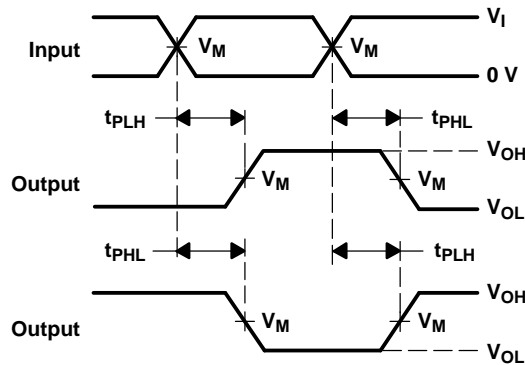 VI
Input VM VM
0 V
tPLH tPHL
VOH
Output VM VM
VOL
tPHL tPLH
VOH
Output VM VM
VOL